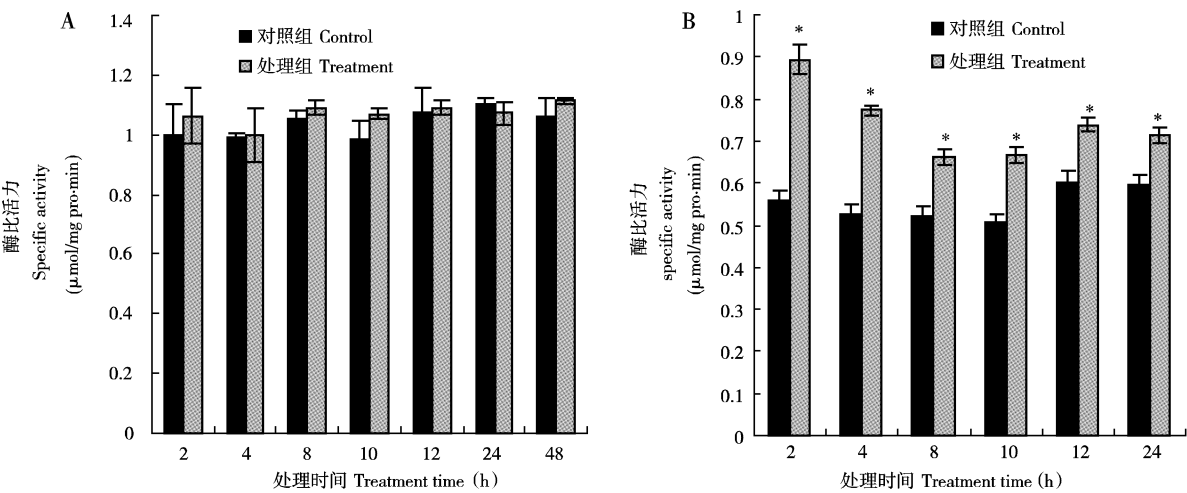 A
1.4
1.2
1
0.8
0.6
0.4
0.2
0
对照组 Control
处理组 Treatment
酶比活力
Specific activity
(μmol/mg pro·min)
2 4 8 10 12 24 48
处理时间 Treatment time (h)
B
1
0.9
0.8
0.7
0.6
0.5
0.4
0.3
0.2
0.1
0
对照组 Control
处理组 Treatment
* * * * * *
酶比活力
specific activity
(μmol/mg pro·min)
2 4 8 10 12 24
处理时间 Treatment time (h)